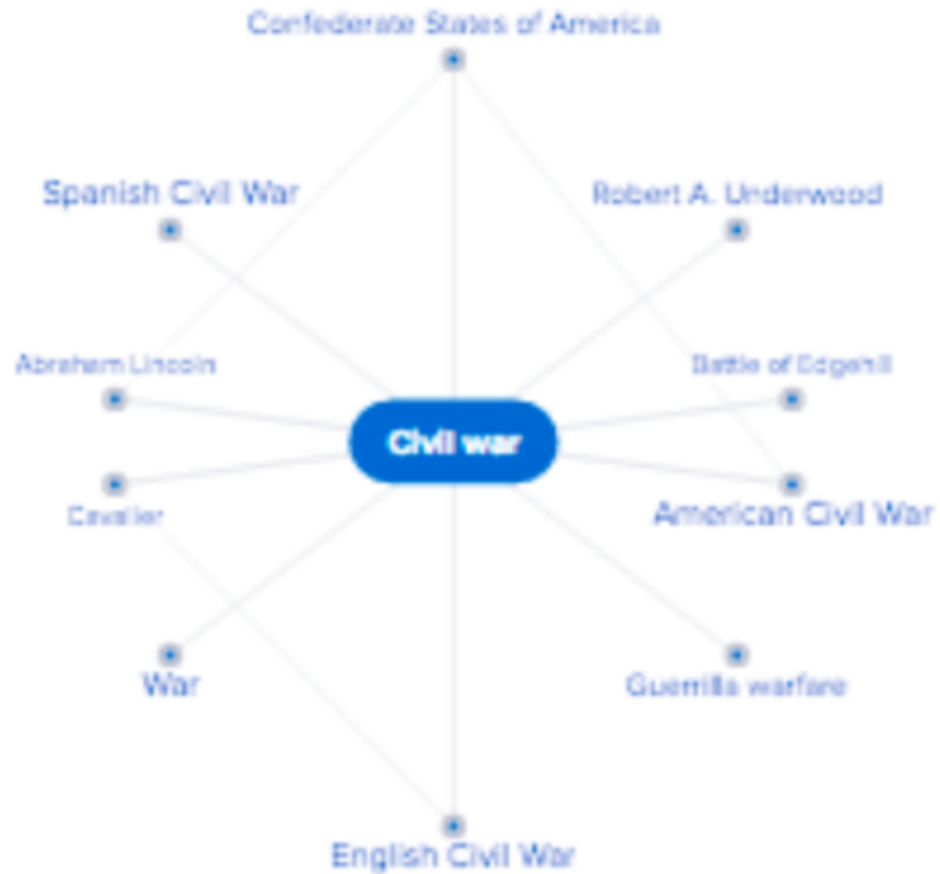 Confederate States of America
Spanish Civil War
Robert A. Underwood
Abraham Lincoln
Battle of Edgehill
Civil war
Cavalier
American Civil War
War
Guerrilla warfare
English Civil War